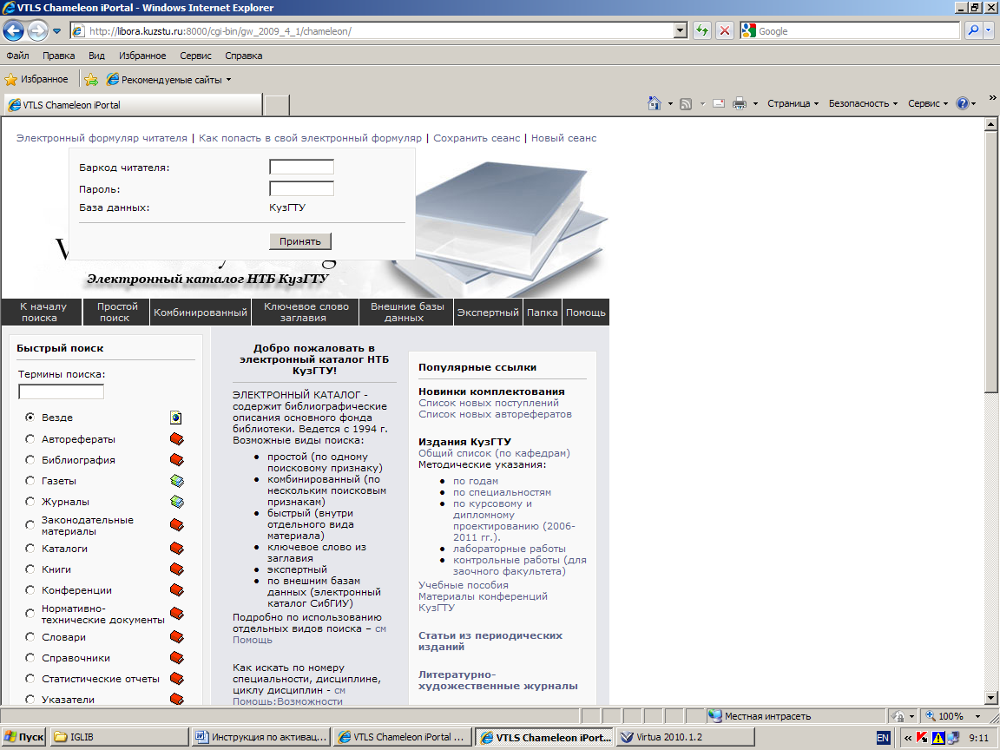 VTLS Chameleon iPortal - Windows Internet Explorer
http://libora.kuzstu.ru:8000/cgi-bin/gw_2009_4_1/chameleon/
Google
Файл Правка Вид Избранное Сервис Справка
Избранное Рекомендуемые сайты
VTLS Chameleon iPortal
Страница Безопасность Сервис »
Электронный формуляр читателя | Как попасть в свой электронный формуляр | Сохранить сеанс | Новый сеанс
Баркод читателя:
Пароль:
База данных: КузГТУ
Принять
Электронный каталог НТБ КузГТУ
К началу поиска
Простой поиск
Комбинированный
Ключевое слово заглавия
Внешние базы данных
Экспертный
Папка
Помощь
Быстрый поиск
Термины поиска:
Везде
Авторефераты
Библиография
Газеты
Журналы
Законодательные
материалы
Каталоги
Книги
Конференции
Нормативно-
технические документы
Словари
Справочники
Статистические отчеты
Указатели
Добро пожаловать в
электронный каталог НТБ
КузГТУ!
ЭЛЕКТРОННЫЙ КАТАЛОГ -
содержит библиографические
описания основного фонда
библиотеки. Ведется с 1994 г.
Возможные виды поиска:
• простой (по одному
поисковому признаку)
• комбинированный (по
нескольким поисковым
признакам)
• быстрый (внутри
отдельного вида
материала)
• ключевое слово из
заглавия
• экспертный
• по внешним базам
данных (электронный
каталог СибГИУ)
Подробно по использованию
отдельных видов поиска – см
Помощь
Как искать по номеру
специальности, дисциплине,
циклу дисциплин - см
Помощь:Возможности
Популярные ссылки
Новинки комплектования
Список новых поступлений
Список новых авторефератов
Издания КузГТУ
Общий список (по кафедрам)
Методические указания:
• по годам
• по специальностям
• по курсовому и
дипломному
проектированию (2006-
2011 гг.).
• лабораторные работы
• контрольные работы (для
заочного факультета)
Учебные пособия
Материалы конференций
КузГТУ
Статьи из периодических
изданий
Литературно-
художественные журналы
Местная интрасеть
100%
Пуск
IGLIB
Инструкция по активац...
VTLS Chameleon iPortal ...
VTLS Chameleon iPort...
Virtua 2010.1.2
EN
«
9:11